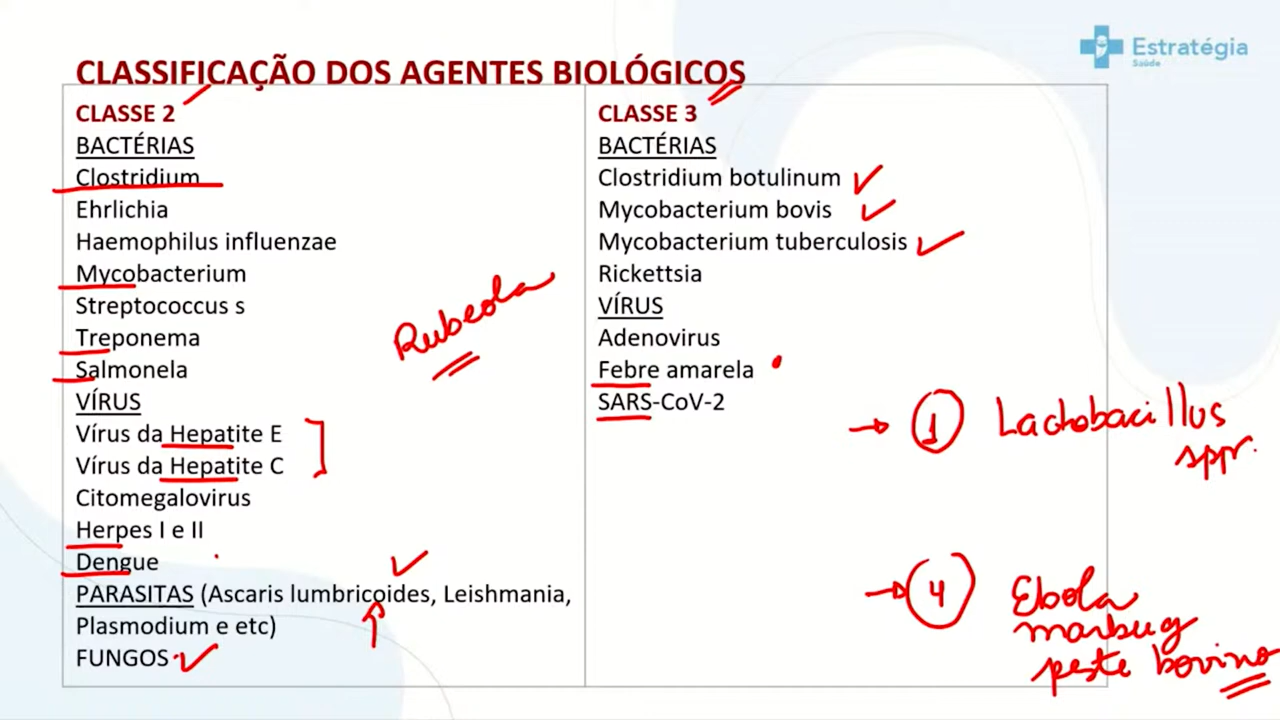 Estratégia
Saúde
CLASSIFICAÇÃO DOS AGENTES BIOLÓGICOS
CLASSE 2
BACTÉRIAS
Clostridium
Ehrlichia
Haemophilus influenzae
Mycobacterium
Streptococcus s
Treponema
Salmonela
VÍRUS
Vírus da Hepatite E
Vírus da Hepatite C
Citomegalovirus
Herpes I e II
Dengue
PARASITAS (Ascaris lumbricoides, Leishmania,
Plasmodium e etc)
FUNGOS
Rubeola
CLASSE 3
BACTÉRIAS
Clostridium botulinum
Mycobacterium bovis
Mycobacterium tuberculosis
Rickettsia
VÍRUS
Adenovirus
Febre amarela
SARS-CoV-2
1 Lactobacillus
spp.
4 Ebola
marbug
peste bovina